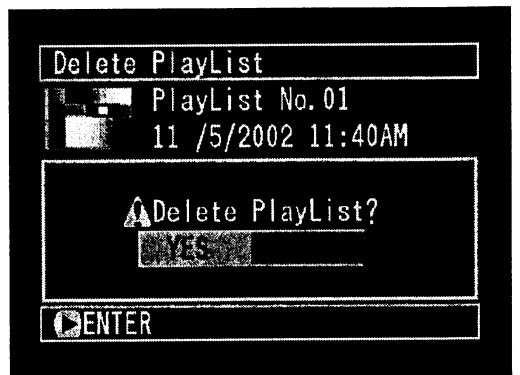 Delete PlayList
PlayList No.01
11 /5/2002 11:40AM
Delete PlayList?
YES
ENTER